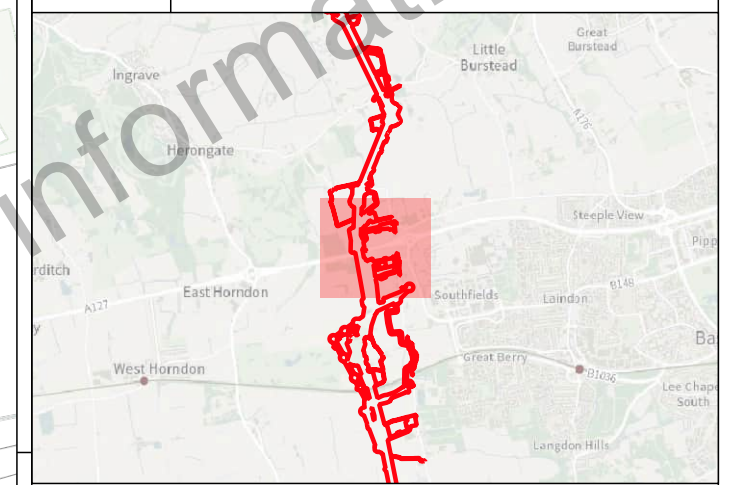 Great
Burstead
Little
Burstead
Ingrave
A176
Herongate
Steeple View
Pipp
rditch
B148
East Horndon
Southfields
Laindon
A127
y
Ba
Great Berry
West Horndon
B1036
Lee Chape
South
Langdon Hills
Informati